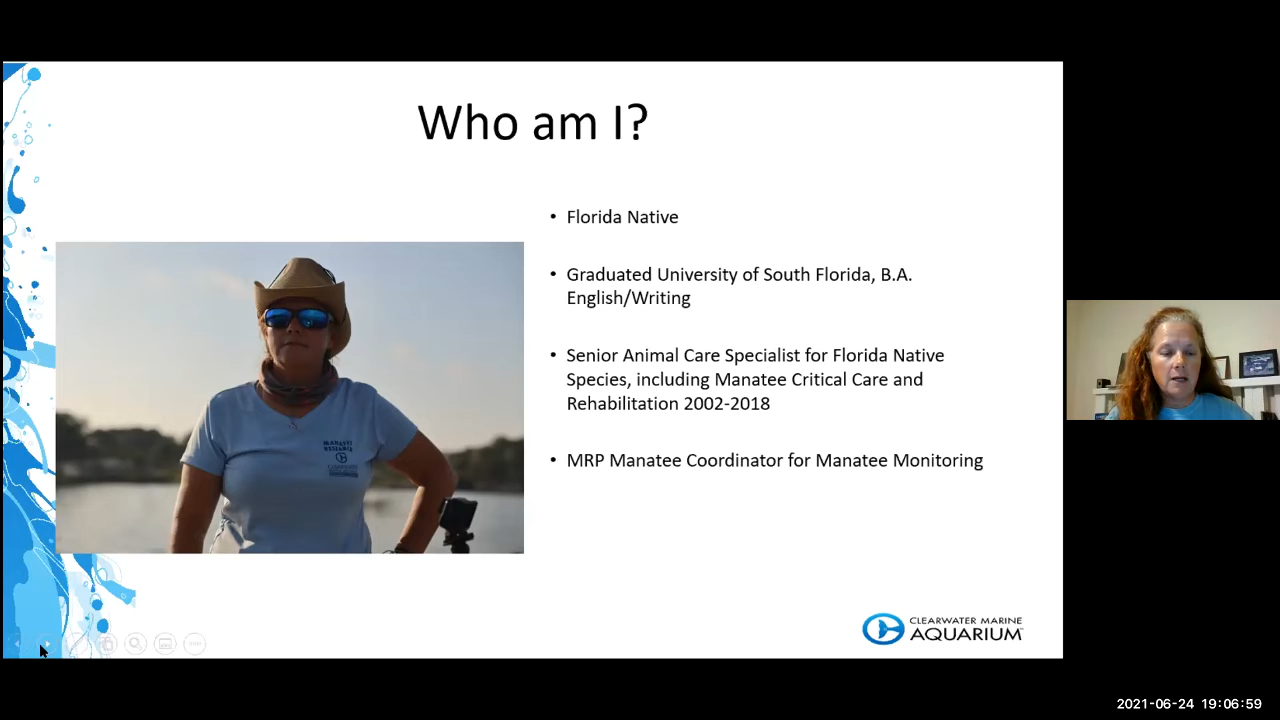 Who am I?
• Florida Native
• Graduated University of South Florida, B.A.
English/Writing
• Senior Animal Care Specialist for Florida Native
Species, including Manatee Critical Care and
Rehabilitation 2002-2018
• MRP Manatee Coordinator for Manatee Monitoring
MANATEE
RESEARCH
CLEARWATER MARINE
AQUARIUM
2021-06-24 19:06:59